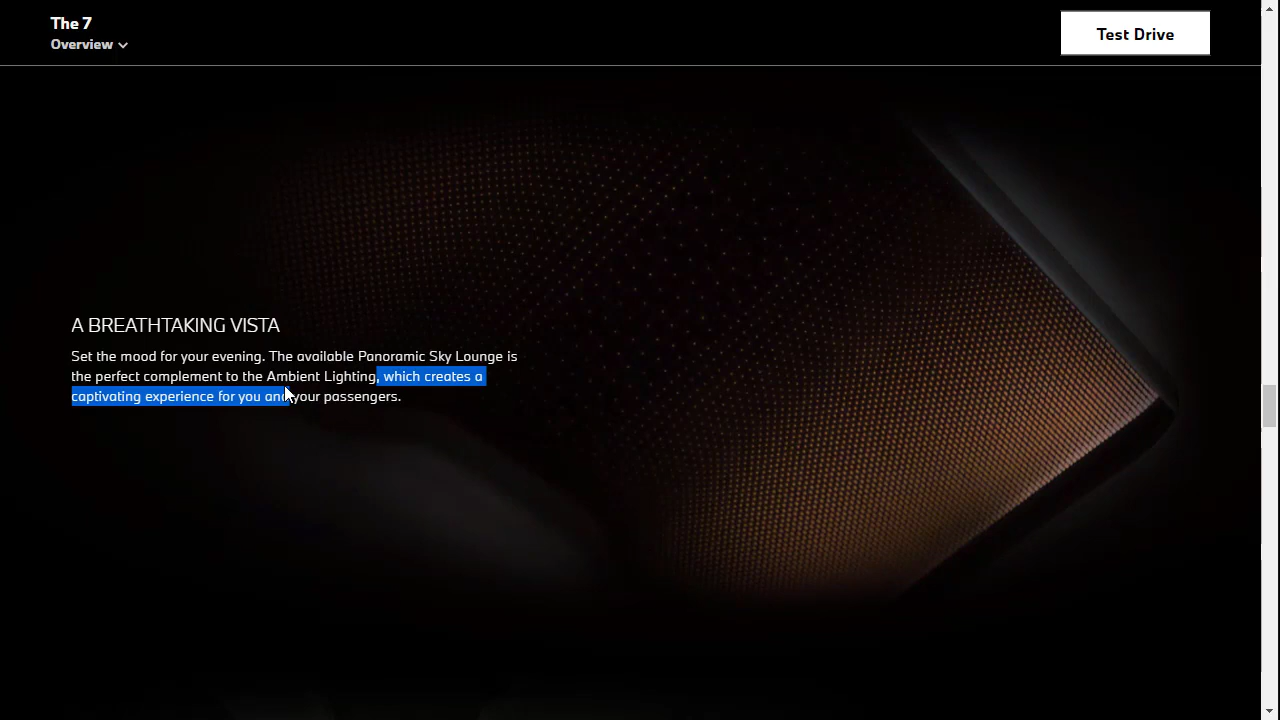 The 7
Overview
Test Drive
A BREATHTAKING VISTA
Set the mood for your evening. The available Panoramic Sky Lounge is
the perfect complement to the Ambient Lighting, which creates a
captivating experience for you and your passengers.